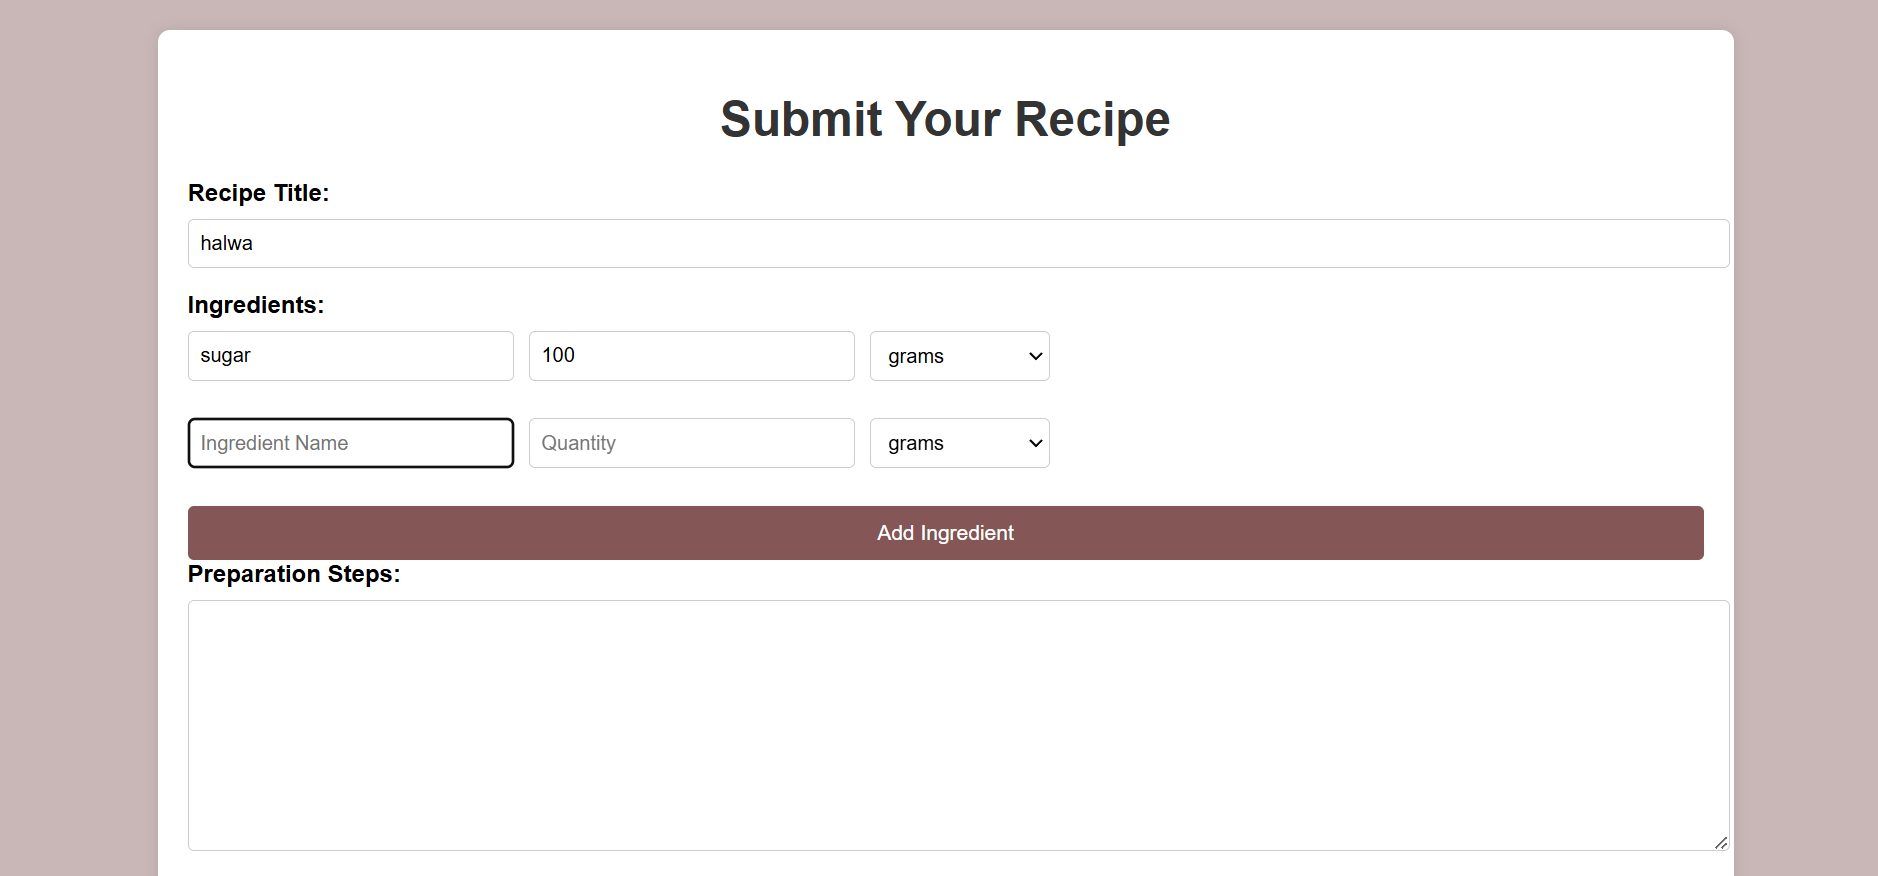 Submit Your Recipe
Recipe Title:
halwa
Ingredients:
sugar 100 grams
Ingredient Name Quantity grams
Add Ingredient
Preparation Steps: